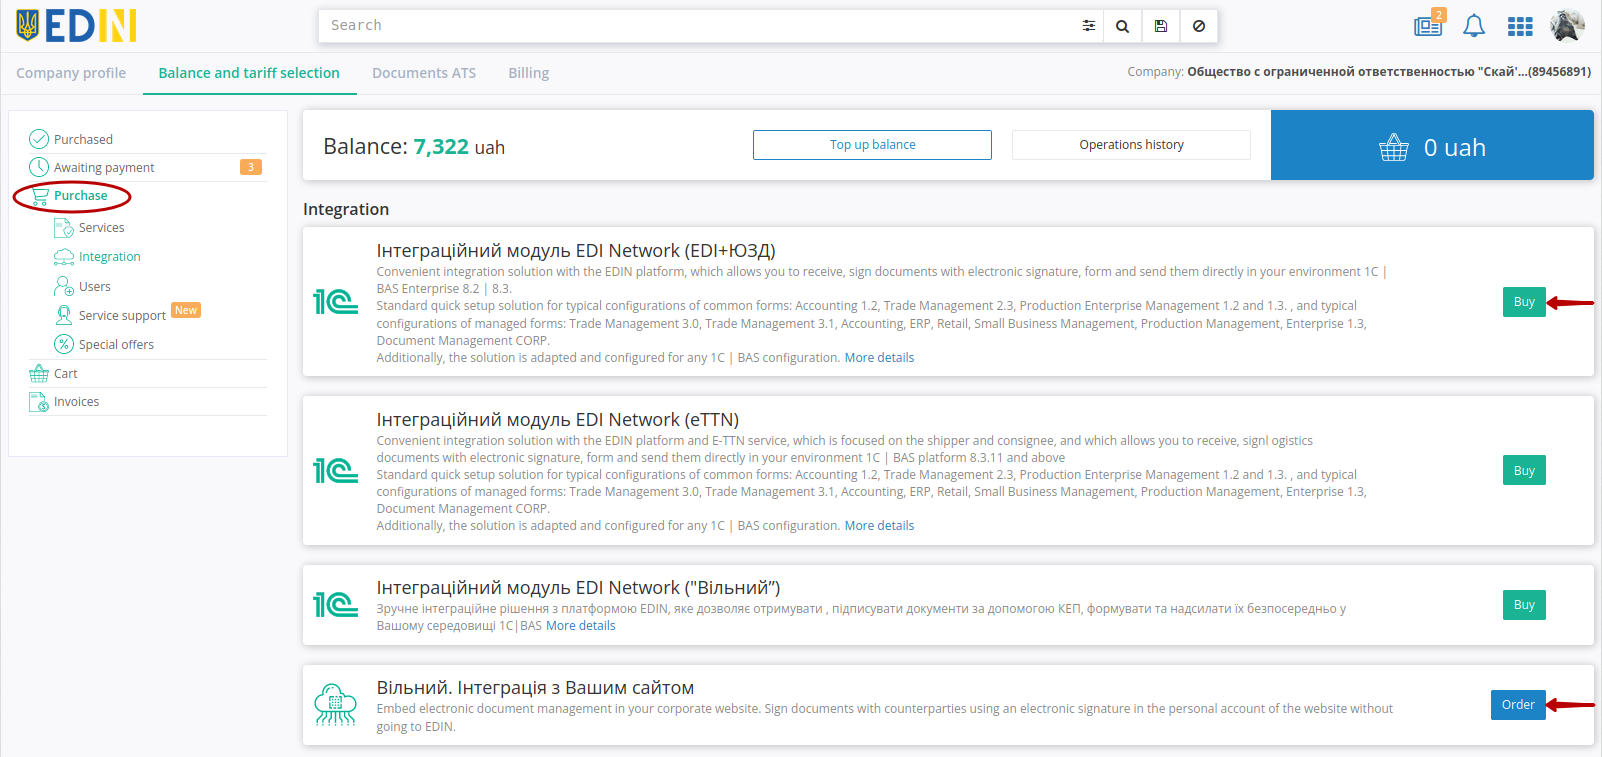 EDIN
Search
2
Company profile
Balance and tariff selection
Documents ATS
Billing
Company: Общество с ограниченной ответственностью "Скай'...(89456891)
Purchased
Awaiting payment
3
Purchase
Services
Integration
Users
Service support
New
Special offers
Cart
Invoices
Balance: 7,322 uah
Top up balance
Operations history
0 uah
Integration
Інтеграційний модуль EDI Network (EDI+ЮЗД)
Convenient integration solution with the EDIN platform, which allows you to receive, sign documents with electronic signature, form and send them directly in your environment 1C |
BAS Enterprise 8.2 | 8.3.
Standard quick setup solution for typical configurations of common forms: Accounting 1.2, Trade Management 2.3, Production Enterprise Management 1.2 and 1.3. , and typical
configurations of managed forms: Trade Management 3.0, Trade Management 3.1, Accounting, ERP, Retail, Small Business Management, Production Management, Enterprise 1.3,
Document Management CORP.
Additionally, the solution is adapted and configured for any 1C | BAS configuration. More details
Buy
Інтеграційний модуль EDI Network (eTTN)
Convenient integration solution with the EDIN platform and E-TTN service, which is focused on the shipper and consignee, and which allows you to receive, signl ogistics
documents with electronic signature, form and send them directly in your environment 1C | BAS platform 8.3.11 and above
Standard quick setup solution for typical configurations of common forms: Accounting 1.2, Trade Management 2.3, Production Enterprise Management 1.2 and 1.3. , and typical
configurations of managed forms: Trade Management 3.0, Trade Management 3.1, Accounting, ERP, Retail, Small Business Management, Production Management, Enterprise 1.3,
Document Management CORP.
Additionally, the solution is adapted and configured for any 1C | BAS configuration. More details
Buy
Інтеграційний модуль EDI Network ("Вільний”)
Зручне інтеграційне рішення з платформою EDIN, яке дозволяє отримувати , підписувати документи за допомогою КЕП, формувати та надсилати їх безпосередньо у
Вашому середовищі 1С|BAS More details
Buy
Вільний. Інтеграція з Вашим сайтом
Embed electronic document management in your corporate website. Sign documents with counterparties using an electronic signature in the personal account of the website without
going to EDIN.
Order